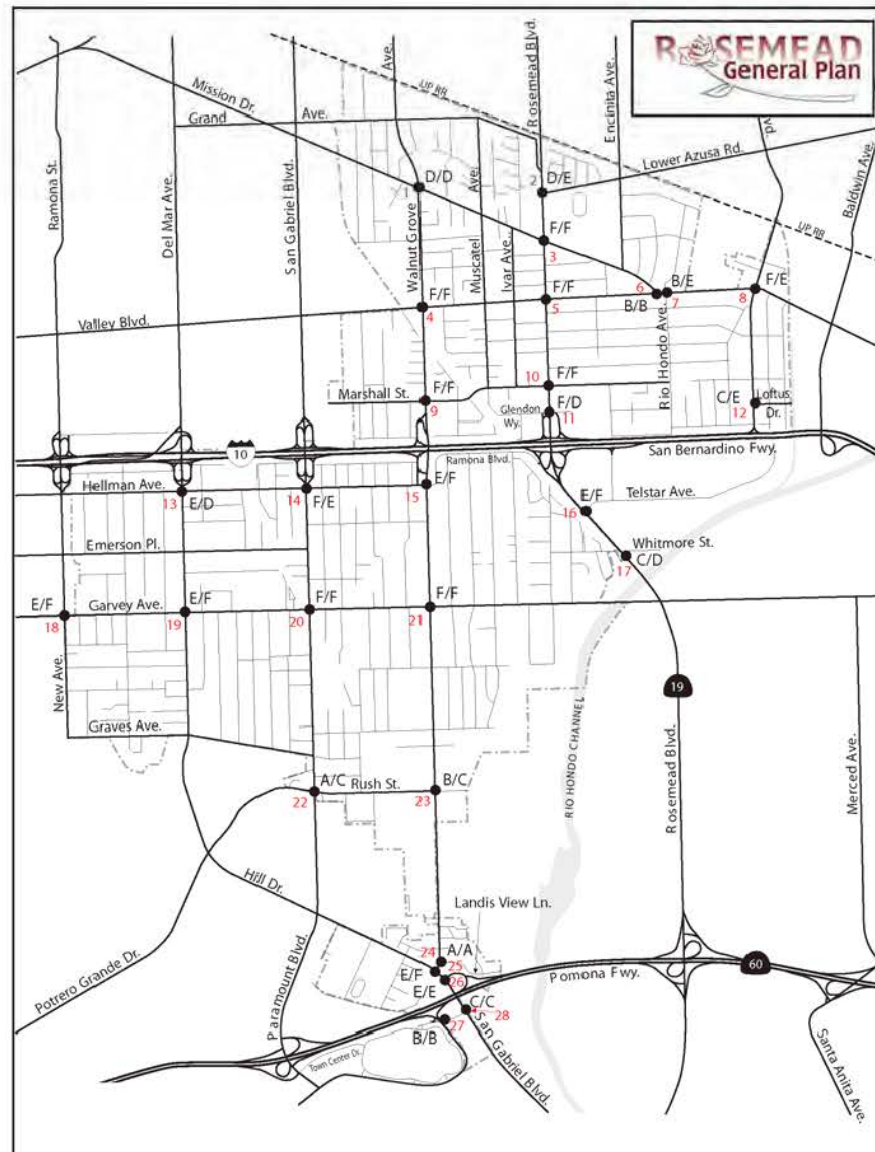 ROSEMEAD
General Plan
Ramona St.
Del Mar Ave.
San Gabriel Blvd.
Mission Dr.
Grand Ave.
Ave.
UP RR
Rosemead Blvd.
Encinita Ave.
Lower Azusa Rd.
Baldwin Ave.
UP RR
D/D
1
2
D/E
Walnut Grove
Muscatel
Ave.
Ivar Ave.
F/F
3
Valley Blvd.
F/F
4
F/F
5
6
B/B
B/E
7
8
F/E
Rio Hondo Ave.
Marshall St.
F/F
9
10
F/F
Glendon Wy.
F/D
11
C/E
12
Loftus Dr.
10
Ramona Blvd.
San Bernardino Fwy.
Hellman Ave.
13
E/D
14
F/E
15
E/F
E/F
16
Telstar Ave.
Emerson Pl.
Whitmore St.
17
C/D
E/F
18
Garvey Ave.
E/F
19
F/F
20
F/F
21
New Ave.
Graves Ave.
19
RIO HONDO CHANNEL
Rosemead Blvd.
Merced Ave.
A/C
22
Rush St.
B/C
23
Hill Dr.
Landis View Ln.
Potrero Grande Dr.
Paramount Blvd.
24
A/A
25
E/F
26
E/E
Pomona Fwy.
60
C/C
28
27
B/B
San Gabriel Blvd.
Town Center Dr.
Santa Anita Ave.